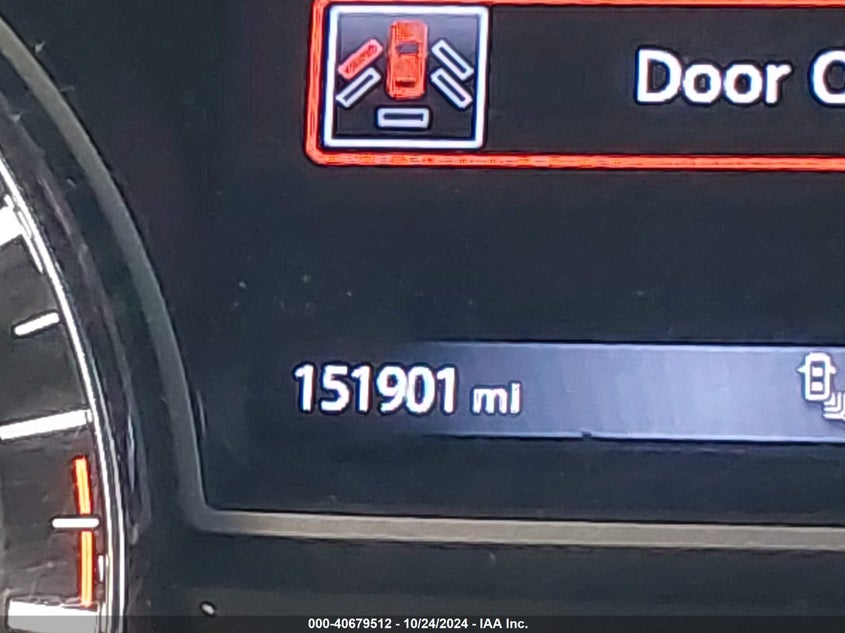 Door
151901 mi
000-40679512 - 10/24/2024 - IAA Inc.